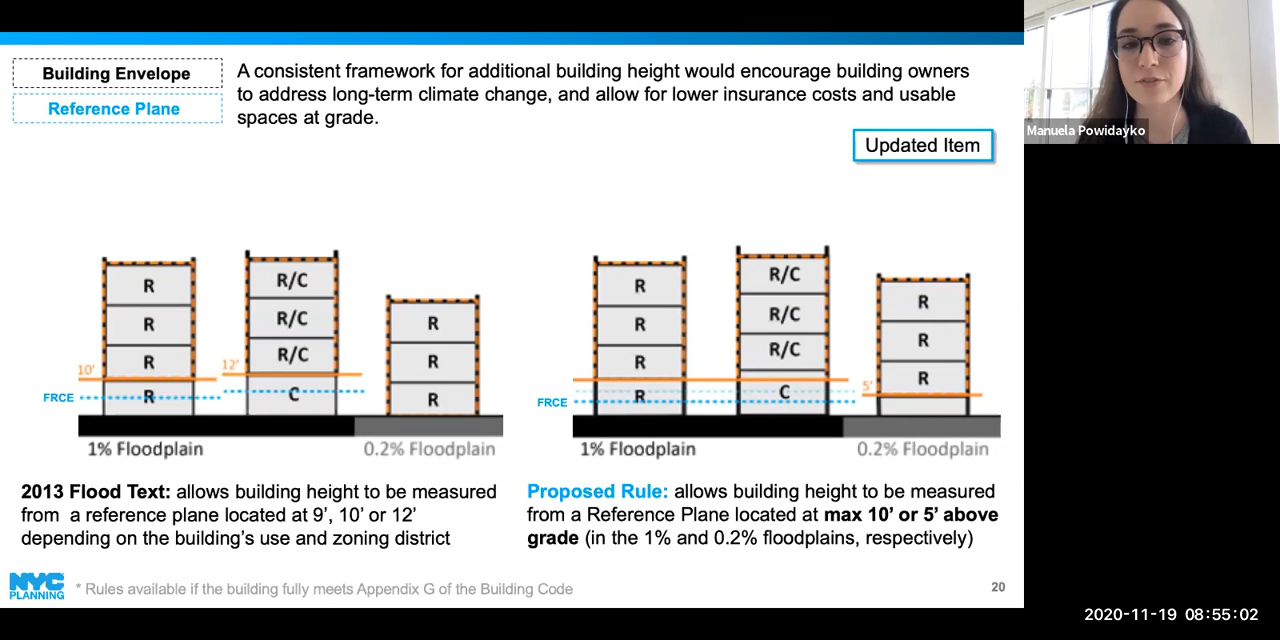 Building Envelope
Reference Plane
A consistent framework for additional building height would encourage building owners
to address long-term climate change, and allow for lower insurance costs and usable
spaces at grade.
Updated Item
Manuela Powidayko
R
R
R
R
10'
FRCE
R/C
R/C
R/C
C
12'
R
R
R
1% Floodplain
0.2% Floodplain
R
R
R
R
FRCE
R/C
R/C
R/C
C
5'
R
R
R
1% Floodplain
0.2% Floodplain
2013 Flood Text: allows building height to be measured
from a reference plane located at 9’, 10’ or 12’
depending on the building’s use and zoning district
Proposed Rule: allows building height to be measured
from a Reference Plane located at max 10’ or 5’ above
grade (in the 1% and 0.2% floodplains, respectively)
NYC
PLANNING
* Rules available if the building fully meets Appendix G of the Building Code
20
2020-11-19 08:55:02